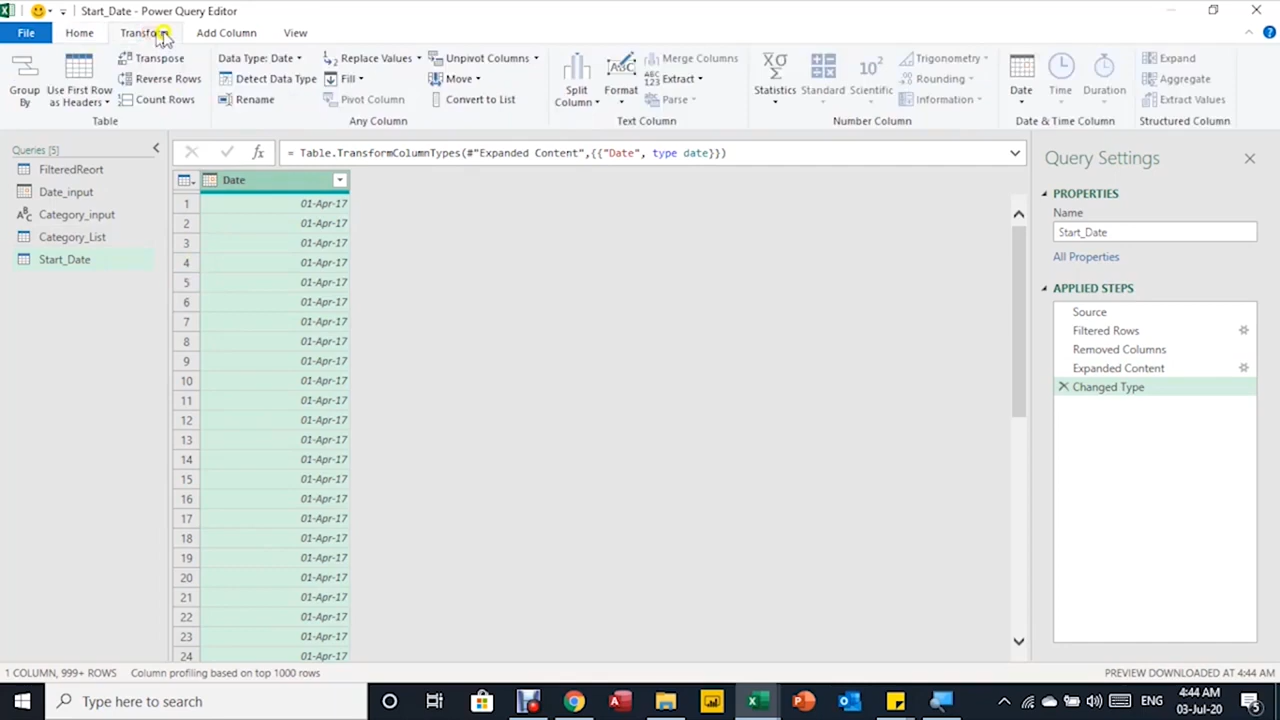 Start_Date - Power Query Editor
File Home Transform Add Column View
Group By
Use First Row as Headers
Transpose
Reverse Rows
Count Rows
Table
Data Type: Date
Detect Data Type
Rename
Replace Values
Fill
Pivot Column
Unpivot Columns
Move
Convert to List
Any Column
Split Column
Format
ABC
Merge Columns
Extract
Parse
Text Column
Statistics
Standard
10²
Scientific
Trigonometry
Rounding
Information
Number Column
Date
Time
Duration
Date & Time Column
Expand
Aggregate
Extract Values
Structured Column
Queries [5]
FilteredReort
Date_input
Category_input
Category_List
Start_Date
fx
= Table.TransformColumnTypes(#"Expanded Content",{{"Date", type date}})
Date
1 01-Apr-17
2 01-Apr-17
3 01-Apr-17
4 01-Apr-17
5 01-Apr-17
6 01-Apr-17
7 01-Apr-17
8 01-Apr-17
9 01-Apr-17
10 01-Apr-17
11 01-Apr-17
12 01-Apr-17
13 01-Apr-17
14 01-Apr-17
15 01-Apr-17
16 01-Apr-17
17 01-Apr-17
18 01-Apr-17
19 01-Apr-17
20 01-Apr-17
21 01-Apr-17
22 01-Apr-17
23 01-Apr-17
24 01-Apr-17
Query Settings
PROPERTIES
Name
Start_Date
All Properties
APPLIED STEPS
Source
Filtered Rows
Removed Columns
Expanded Content
Changed Type
1 COLUMN, 999+ ROWS
Column profiling based on top 1000 rows
PREVIEW DOWNLOADED AT 4:44 AM
Type here to search
ENG
4:44 AM
03-Jul-20
5